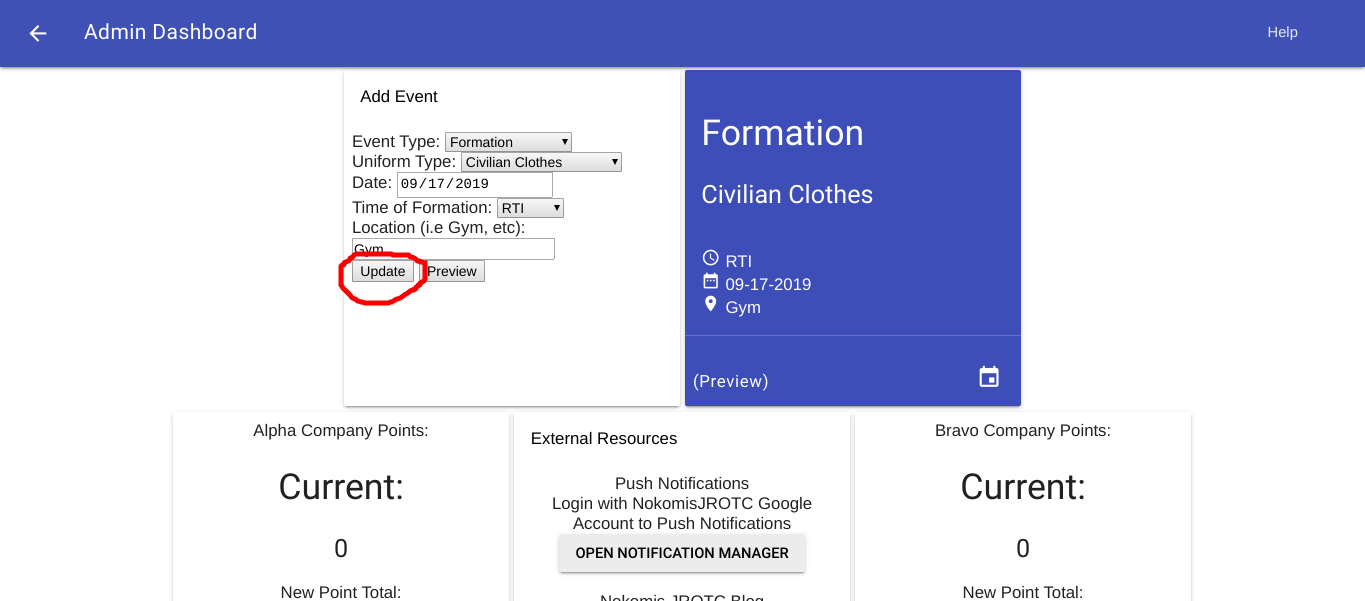 Admin Dashboard
Help
Add Event
Event Type: Formation
Uniform Type: Civilian Clothes
Date: 09/17/2019
Time of Formation: RTI
Location (i.e Gym, etc):
Gym
Update Preview
Formation
Civilian Clothes
RTI
09-17-2019
Gym
(Preview)
Alpha Company Points:
Current:
0
New Point Total:
External Resources
Push Notifications
Login with NokomisJROTC Google
Account to Push Notifications
OPEN NOTIFICATION MANAGER
Nokomis JROTC Blog
Bravo Company Points:
Current:
0
New Point Total: